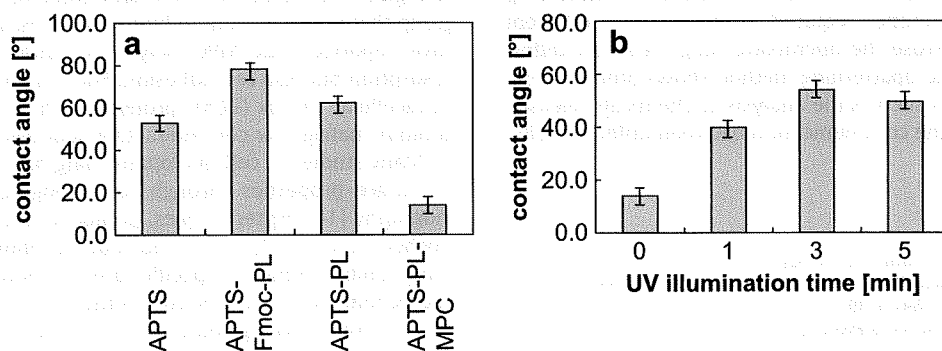 a
contact angle [°]
100.0
80.0
60.0
40.0
20.0
0.0
APTS
APTS-
Fmoc-PL
APTS-PL
APTS-PL-
MPC
b
contact angle [°]
80.0
60.0
40.0
20.0
0.0
0 1 3 5
UV illumination time [min]